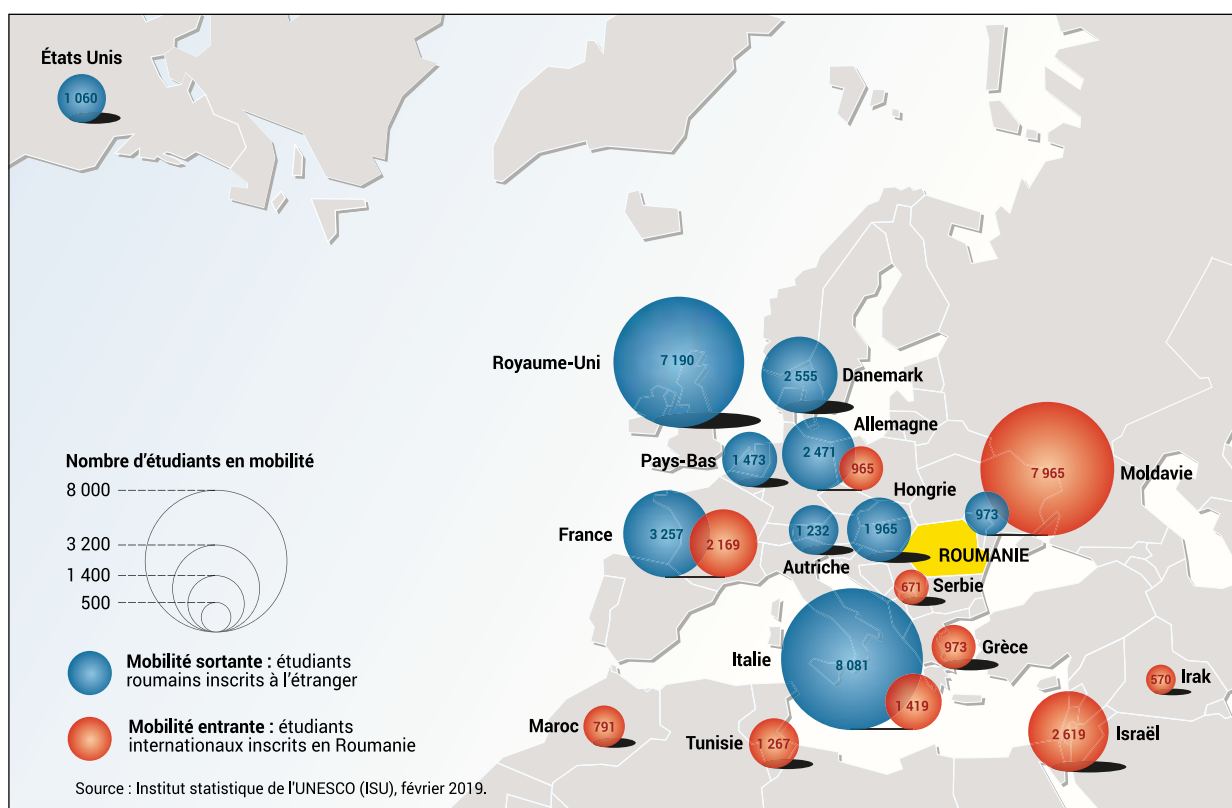 États Unis
1 060
Royaume-Uni
7 190
2 555
Danemark
Allemagne
2 471
965
Pays-Bas
1 473
Hongrie
1 965
973
7 965
Moldavie
France
3 257
2 169
1 232
Autriche
ROUMANIE
671
Serbie
Italie
8 081
1 419
973
Grèce
570
Irak
Maroc
791
Tunisie
1 267
2 619
Israël
Nombre d'étudiants en mobilité
8 000
3 200
1 400
500
Mobilité sortante : étudiants
roumains inscrits à l'étranger
Mobilité entrante : étudiants
internationaux inscrits en Roumanie
Source : Institut statistique de l'UNESCO (ISU), février 2019.